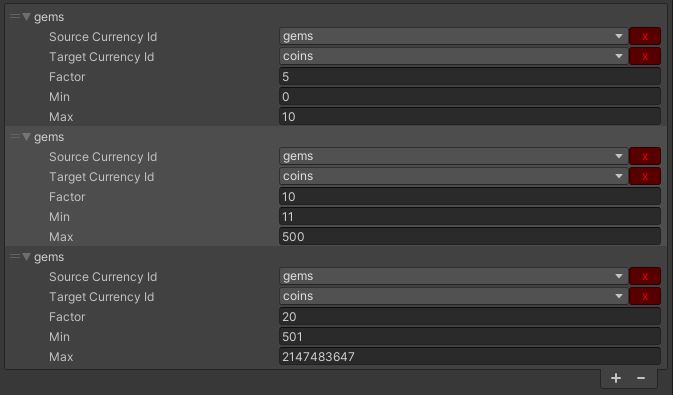 gems
Source Currency Id gems x
Target Currency Id coins x
Factor 5
Min 0
Max 10
gems
Source Currency Id gems x
Target Currency Id coins x
Factor 10
Min 11
Max 500
gems
Source Currency Id gems x
Target Currency Id coins x
Factor 20
Min 501
Max 2147483647
+ −